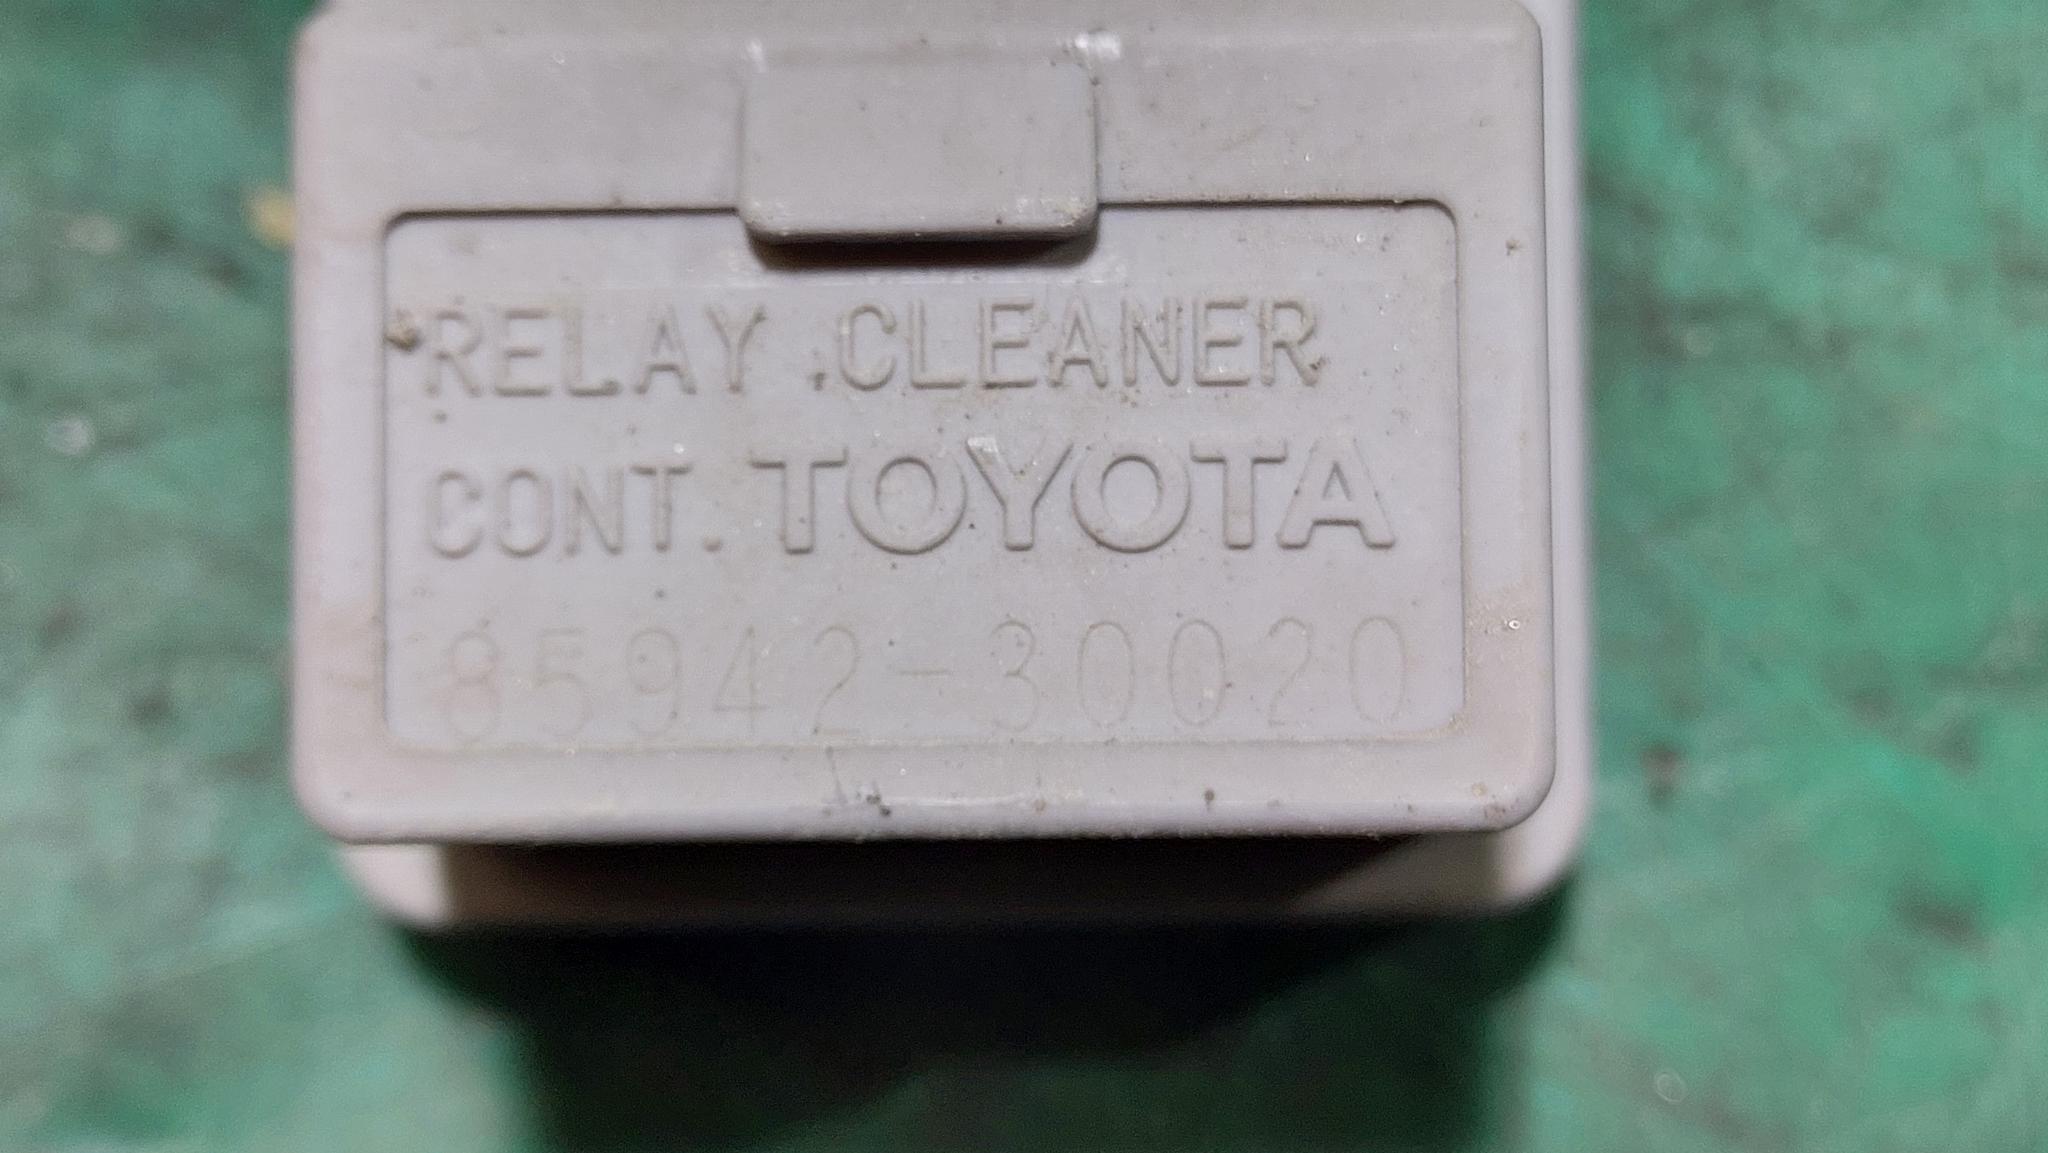 RELAY CLEANER
CONT. TOYOTA
85942-30020